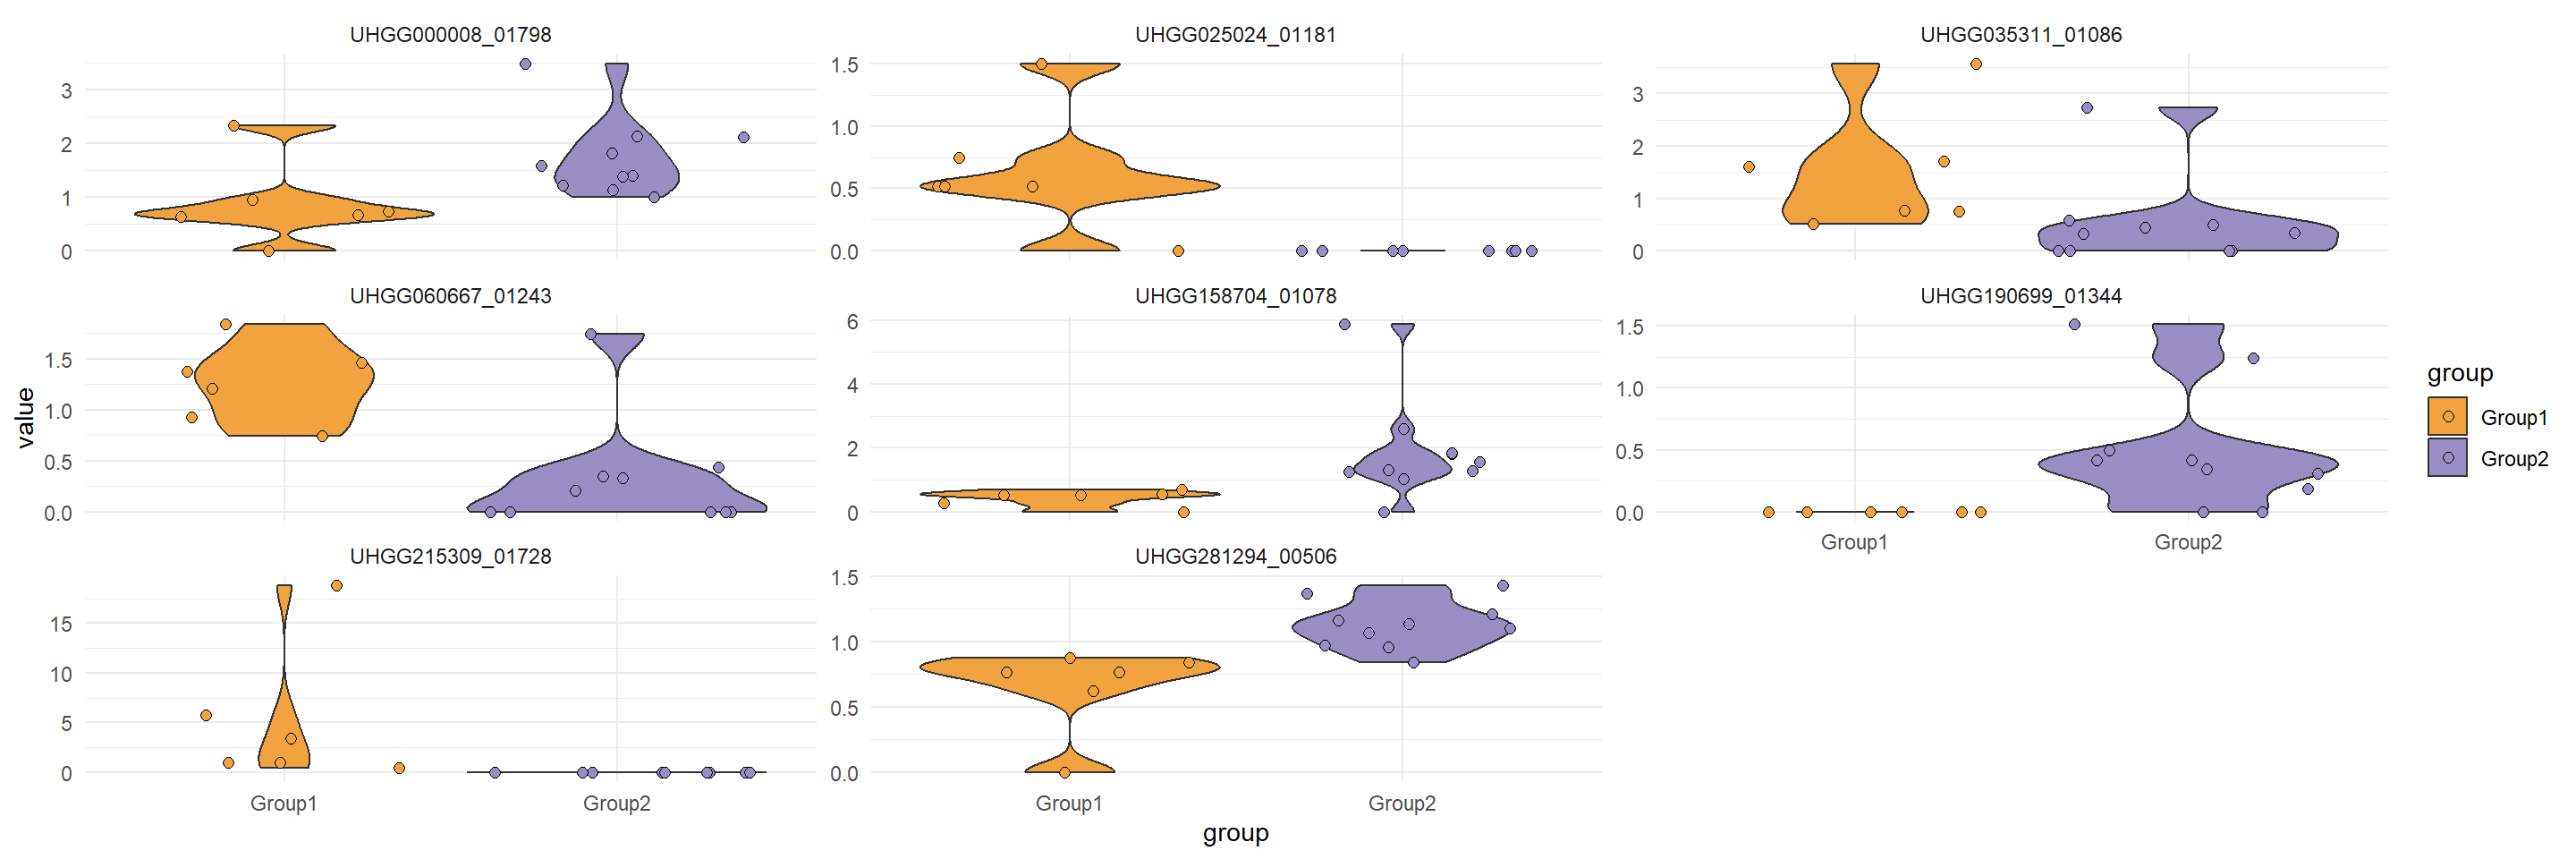 UHGG000008_01798
UHGG025024_01181
UHGG035311_01086
3
2
1
0
1.5
1.0
0.5
0.0
3
2
1
0
UHGG060667_01243
UHGG158704_01078
UHGG190699_01344
1.5
1.0
0.5
0.0
6
4
2
0
1.5
1.0
0.5
0.0
Group1
Group2
UHGG215309_01728
UHGG281294_00506
15
10
5
0
1.5
1.0
0.5
0.0
Group1
Group2
Group1
Group2
value
group
group
Group1
Group2